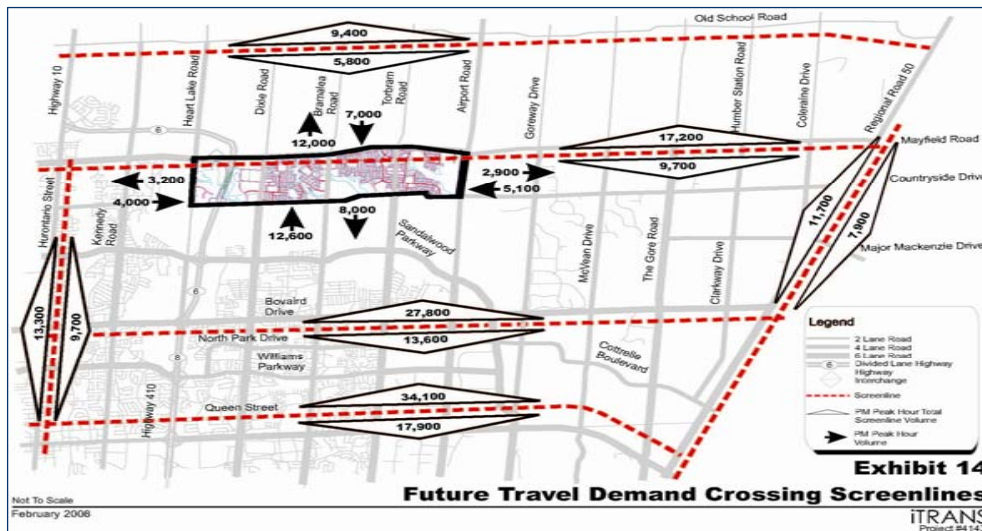 Old School Road
9,400
5,800
Highway 10
Heart Lake Road
Dixie Road
Bramalea
Road
Torbram
Road
Airport Road
Goreway Drive
Humber Station Road
Coleraine Drive
Regional Road 50
6
12,000
7,000
17,200
9,700
Mayfield Road
3,200
4,000
2,900
5,100
Countryside Drive
12,600
8,000
11,700
7,900
Major Mackenzie Drive
Hurontario Street
Kennedy
Road
Sandalwood
Parkway
McVean Drive
The Gore Road
Clarkway Drive
6
Bovaird
Drive
27,800
13,600
North Park Drive
Williams
Parkway
13,300
9,700
Cottrelle
Boulevard
Highway 410
Queen Street
34,100
17,900
Legend
2 Lane Road
4 Lane Road
6 Lane Road
6
Divided Lane Highway
Highway
Interchange
Screenline
PM Peak Hour Total
Screenline Volume
PM Peak Hour
Volume
Exhibit 14
Future Travel Demand Crossing Screenlines
Not To Scale
February 2006
iTRANS